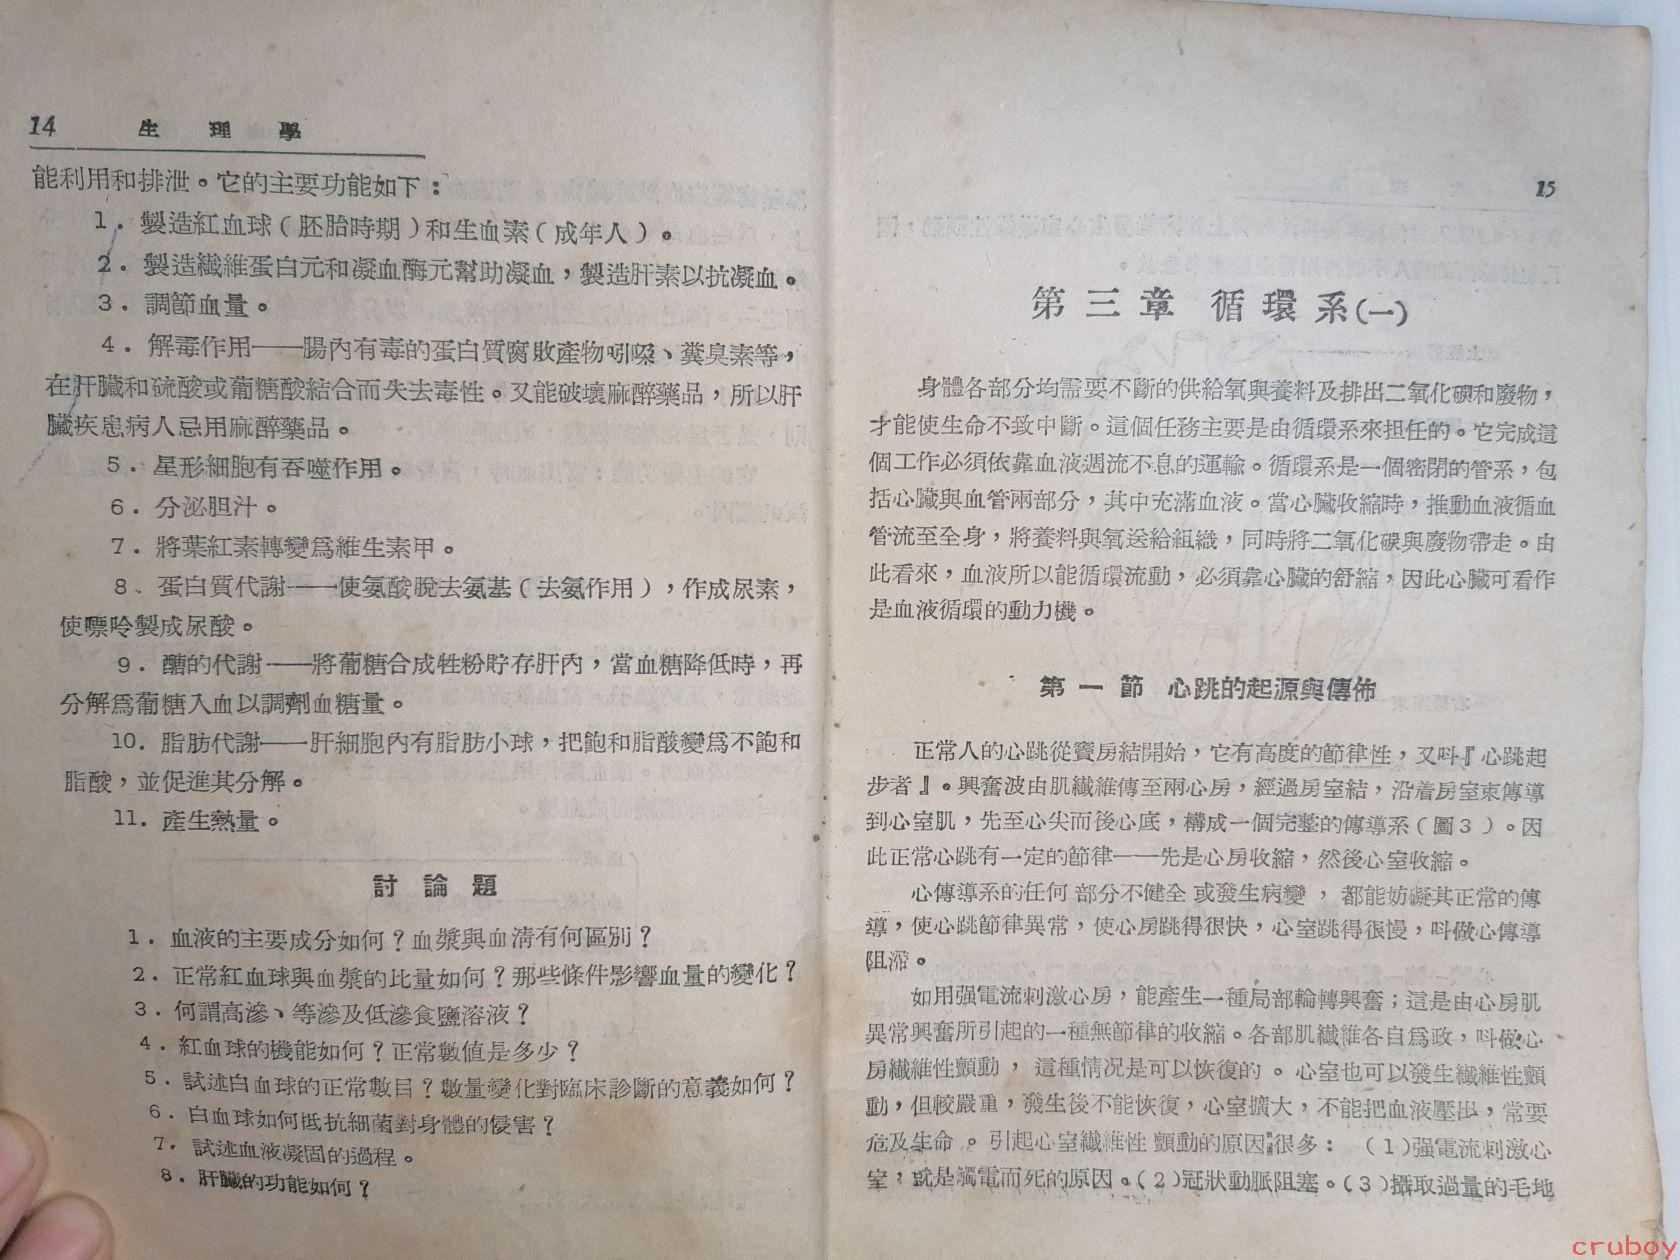 14 生理學
能利用和排泄。它的主要功能如下：
1．製造紅血球（胚胎時期）和生血素（成年人）。
2．製造纖維蛋白元和凝血酶元幫助凝血，製造肝素以抗凝血。
3．調節血量。
4．解毒作用——腸內有毒的蛋白質腐敗產物吲哚、糞臭素等，
在肝臟和硫酸或葡糖酸結合而失去毒性。又能破壞麻醉藥品，所以肝
臟疾患病人忌用麻醉藥品。
5．星形細胞有吞噬作用。
6．分泌胆汁。
7．將葉紅素轉變爲維生素甲。
8．蛋白質代謝——使氨酸脫去氨基（去氨作用），作成尿素，
使嘌呤製成尿酸。
9．醣的代謝——將葡糖合成牲粉貯存肝內，當血糖降低時，再
分解爲葡糖入血以調劑血糖量。
10．脂肪代謝——肝細胞內有脂肪小球，把飽和脂酸變爲不飽和
脂酸，並促進其分解。
11．產生熱量。
討論題
1．血液的主要成分如何？血漿與血淸有何區別？
2．正常紅血球與血漿的比量如何？那些條件影響血量的變化？
3．何謂高滲、等滲及低滲食鹽溶液？
4．紅血球的機能如何？正常數值是多少？
5．試述白血球的正常數目？數量變化對臨床診斷的意義如何？
6．白血球如何抵抗細菌對身體的侵害？
7．試述血液凝固的過程。
8．肝臟的功能如何？
15
第三章 循環系（一）
身體各部分均需要不斷的供給氧與養料及排出二氧化碳和廢物，
才能使生命不致中斷。這個任務主要是由循環系來担任的。它完成這
個工作必須依靠血液週流不息的運輸。循環系是一個密閉的管系，包
括心臟與血管兩部分，其中充滿血液。當心臟收縮時，推動血液循血
管流至全身，將養料與氧送給組織，同時將二氧化碳與廢物帶走。由
此看來，血液所以能循環流動，必須靠心臟的舒縮，因此心臟可看作
是血液循環的動力機。
第一節 心跳的起源與傳佈
正常人的心跳從竇房結開始，它有高度的節律性，又叫『心跳起
步者』。興奮波由肌纖維傳至兩心房，經過房室結，沿着房室束傳導
到心室肌，先至心尖而後心底，構成一個完整的傳導系（圖3）。因
此正常心跳有一定的節律——先是心房收縮，然後心室收縮。
心傳導系的任何部分不健全或發生病變，都能妨礙其正常的傳
導，使心跳節律異常，使心房跳得很快，心室跳得很慢，叫做心傳導
阻滯。
如用强電流刺激心房，能產生一種局部輪轉興奮；這是由心房肌
異常興奮所引起的一種無節律的收縮。各部肌纖維各自爲政，叫做心
房纖維性顫動，這種情况是可以恢復的。心室也可以發生纖維性顫
動，但較嚴重，發生後不能恢復，心室擴大，不能把血液壓出，常要
危及生命。引起心室纖維性顫動的原因很多：（1）强電流刺激心
室，就是觸電而死的原因。（2）冠狀動脈阻塞。（3）攝取過量的毛地
cruboy